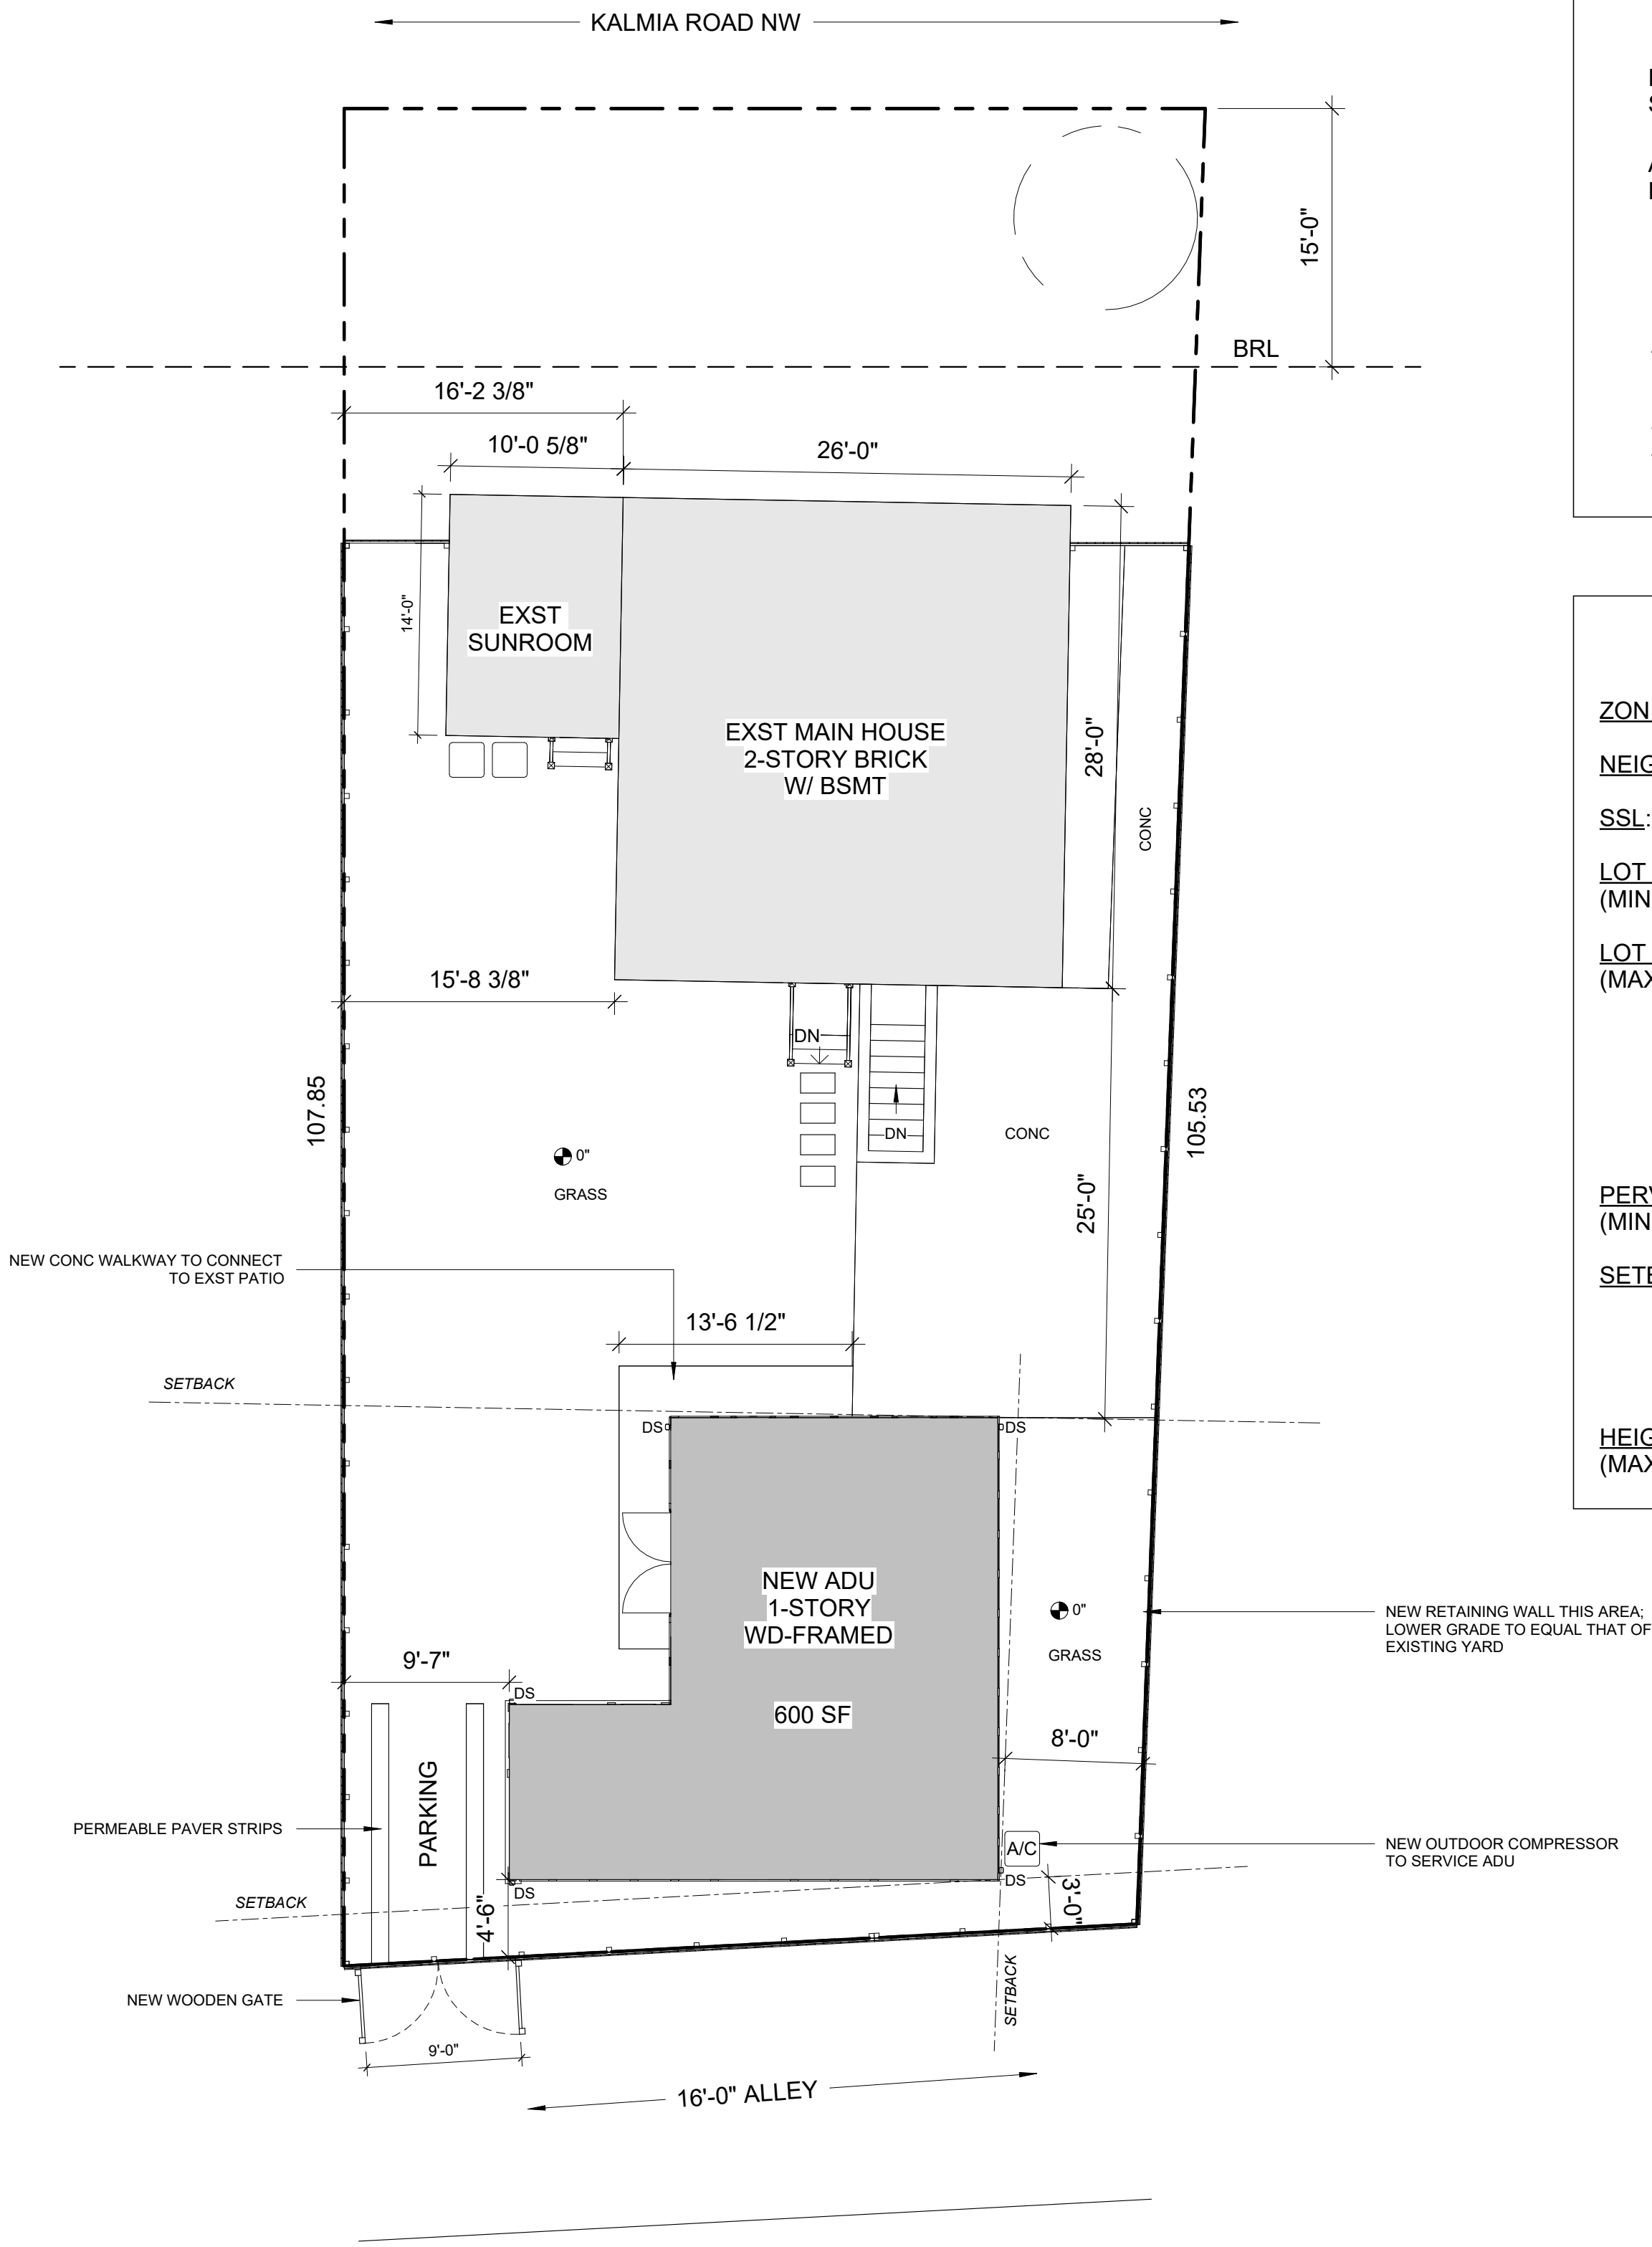 KALMIA ROAD NW
15'-0"
BRL
16'-2 3/8"
10'-0 5/8"
26'-0"
14'-0"
EXST
SUNROOM
EXST MAIN HOUSE
2-STORY BRICK
W/ BSMT
28'-0"
CONC
15'-8 3/8"
DN
DN
CONC
107.85
105.53
0"
GRASS
25'-0"
NEW CONC WALKWAY TO CONNECT
TO EXST PATIO
13'-6 1/2"
SETBACK
DS
DS
NEW ADU
1-STORY
WD-FRAMED
600 SF
0"
GRASS
NEW RETAINING WALL THIS AREA;
LOWER GRADE TO EQUAL THAT OF
EXISTING YARD
9'-7"
DS
8'-0"
PARKING
PERMEABLE PAVER STRIPS
A/C
NEW OUTDOOR COMPRESSOR
TO SERVICE ADU
DS
DS
SETBACK
4'-6"
3'-0"
SETBACK
NEW WOODEN GATE
9'-0"
16'-0" ALLEY
ZON
NEIG
SSL:
LOT
(MIN
LOT
(MAX
PERV
(MIN
SETB
HEIG
(MAX